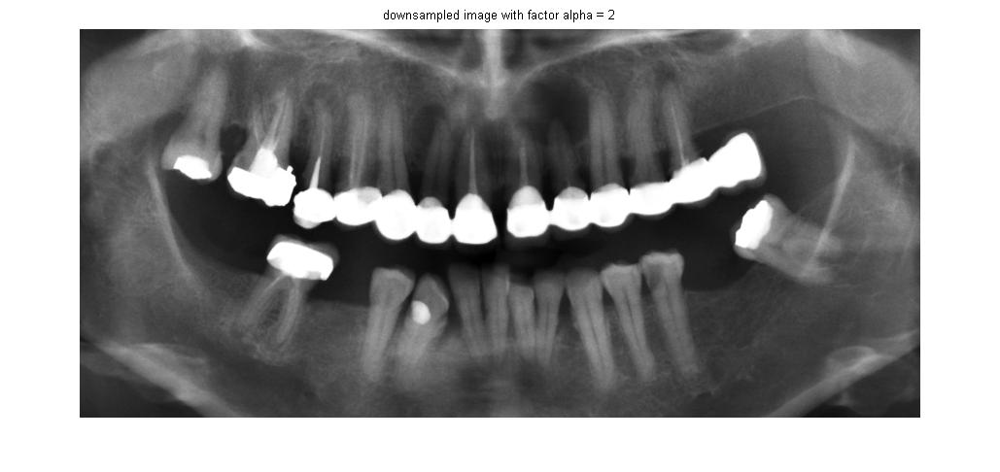 downsampled image with factor alpha = 2